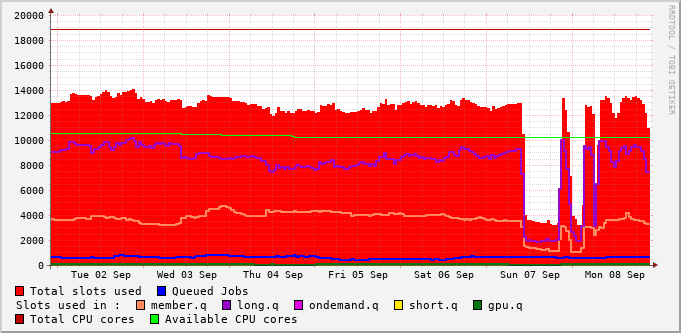 20000
18000
16000
14000
12000
10000
8000
6000
4000
2000
0
Tue 02 Sep Wed 03 Sep Thu 04 Sep Fri 05 Sep Sat 06 Sep Sun 07 Sep Mon 08 Sep
RRDTOOL / TOBI OETIKER
Total slots used Queued Jobs
Slots used in : member.q long.q ondemand.q short.q gpu.q
Total CPU cores Available CPU cores